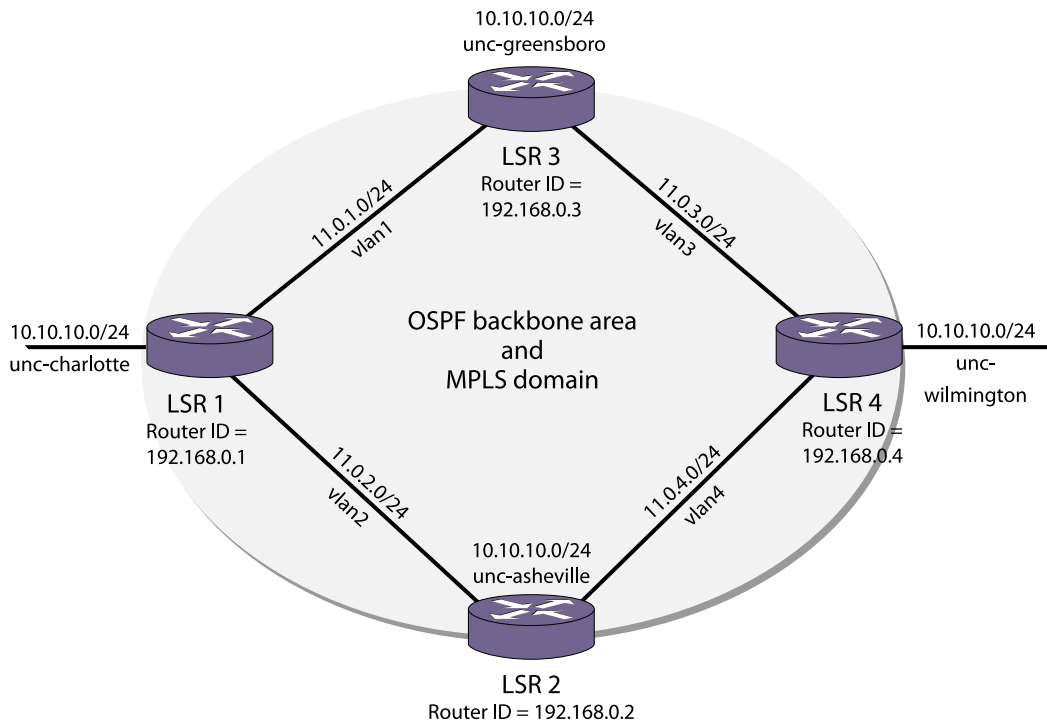 10.10.10.0/24
unc-greensboro
LSR 3
Router ID =
192.168.0.3
11.0.1.0/24
vlan1
11.0.3.0/24
vlan3
10.10.10.0/24
unc-charlotte
LSR 1
Router ID =
192.168.0.1
OSPF backbone area
and
MPLS domain
10.10.10.0/24
unc-
wilmington
LSR 4
Router ID =
192.168.0.4
11.0.2.0/24
vlan2
11.0.4.0/24
vlan4
10.10.10.0/24
unc-asheville
LSR 2
Router ID = 192.168.0.2